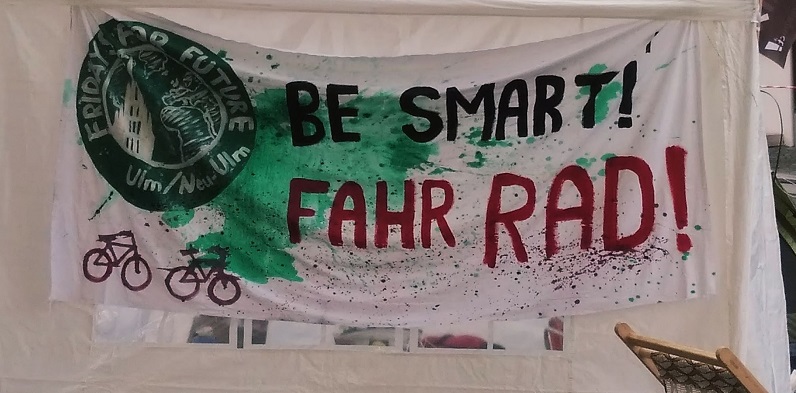 FRIDAYS FOR FUTURE
Ulm/Neu-Ulm
BE SMART!
FAHR RAD!